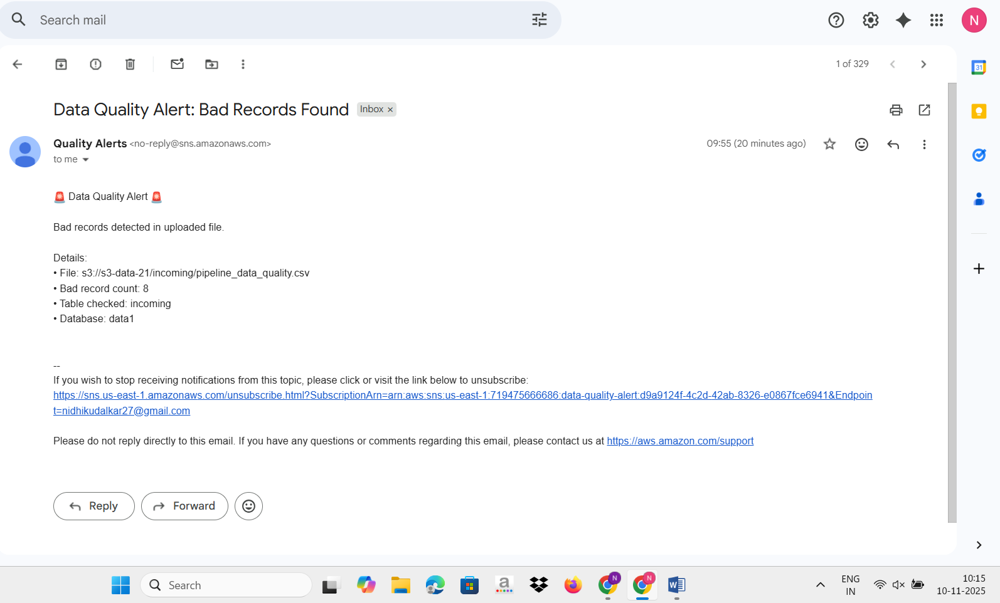 Search mail
N
1 of 329
31
Data Quality Alert: Bad Records Found Inbox ×
Quality Alerts <no-reply@sns.amazonaws.com> 09:55 (20 minutes ago)
to me
🚨 Data Quality Alert 🚨
Bad records detected in uploaded file.
Details:
• File: s3://s3-data-21/incoming/pipeline_data_quality.csv
• Bad record count: 8
• Table checked: incoming
• Database: data1
--
If you wish to stop receiving notifications from this topic, please click or visit the link below to unsubscribe:
https://sns.us-east-1.amazonaws.com/unsubscribe.html?SubscriptionArn=arn:aws:sns:us-east-1:719475666686:data-quality-alert:d9a9124f-4c2d-42ab-8326-e0867fce6941&Endpoin
t=nidhikudalkar27@gmail.com
Please do not reply directly to this email. If you have any questions or comments regarding this email, please contact us at https://aws.amazon.com/support
Reply Forward
Search
a
N
N
W
ENG
IN
10:15
10-11-2025